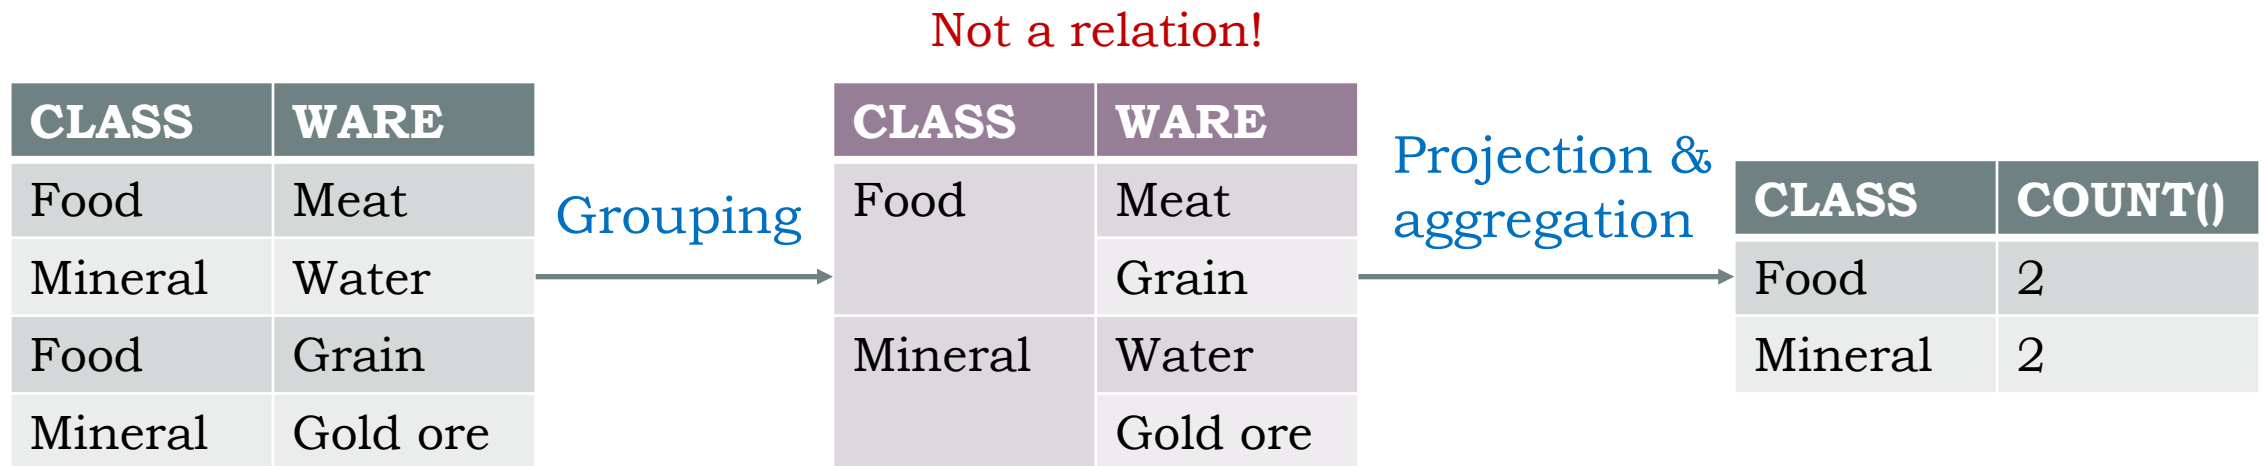 Not a relation!
CLASS WARE
Food Meat
Mineral Water
Food Grain
Mineral Gold ore
Grouping
CLASS WARE
Food Meat
Grain
Mineral Water
Gold ore
Projection &
aggregation
CLASS COUNT()
Food 2
Mineral 2